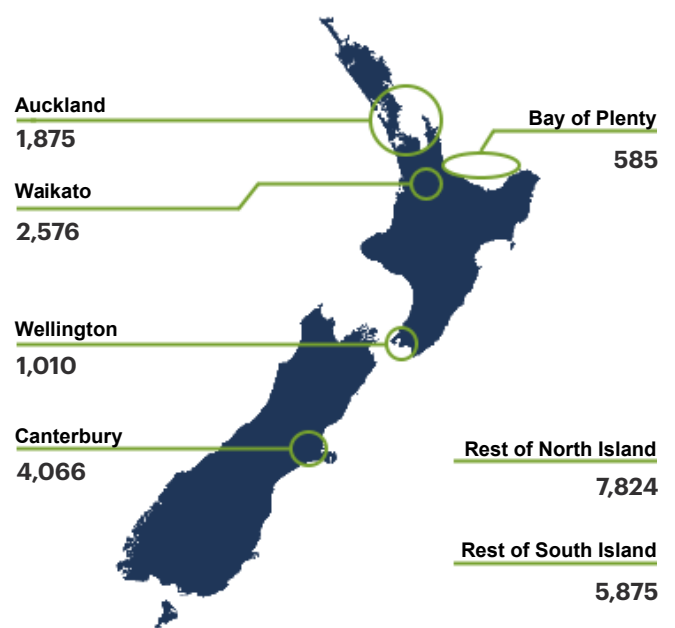 Auckland
1,875
Bay of Plenty
585
Waikato
2,576
Wellington
1,010
Canterbury
4,066
Rest of North Island
7,824
Rest of South Island
5,875